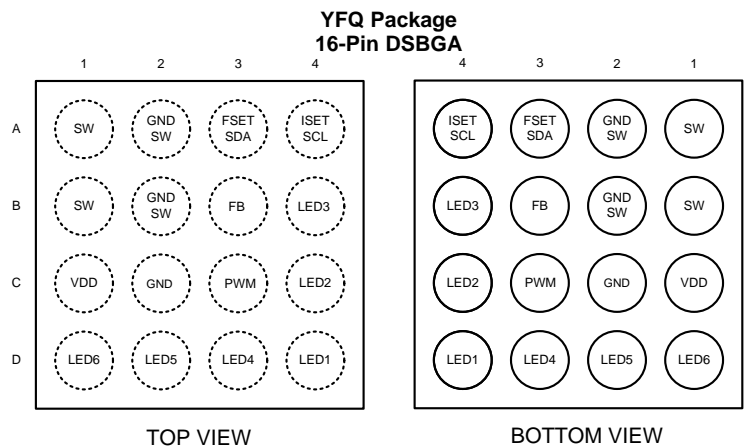 YFQ Package
16-Pin DSBGA
1 2 3 4
A
SW
GND
SW
FSET
SDA
ISET
SCL
B
SW
GND
SW
FB
LED3
C
VDD
GND
PWM
LED2
D
LED6
LED5
LED4
LED1
TOP VIEW
4 3 2 1
ISET
SCL
FSET
SDA
GND
SW
SW
LED3
FB
GND
SW
SW
LED2
PWM
GND
VDD
LED1
LED4
LED5
LED6
BOTTOM VIEW